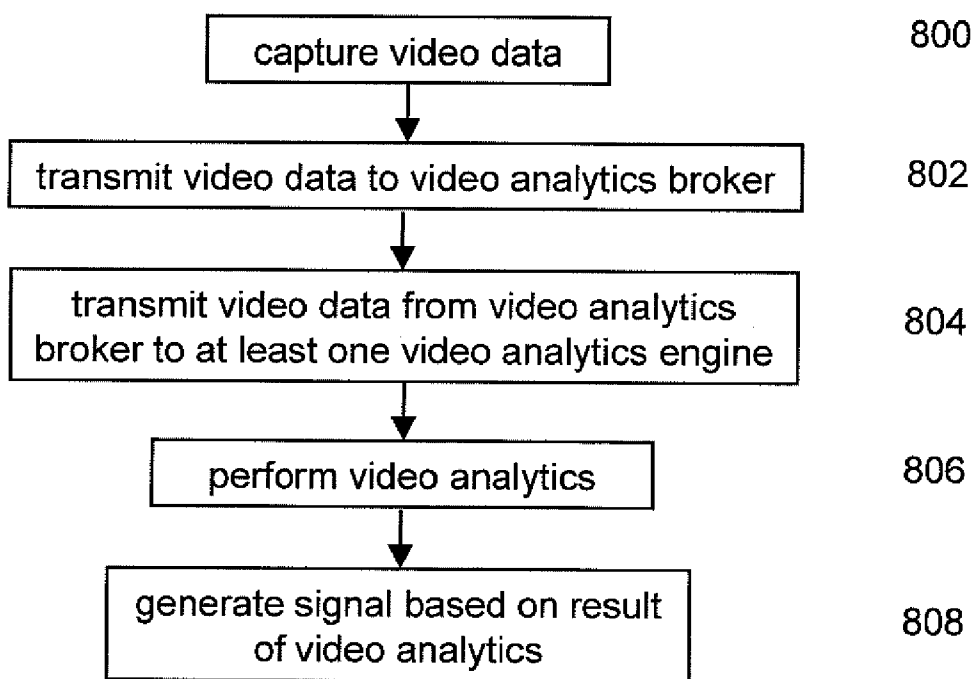 capture video data
800
transmit video data to video analytics broker
802
transmit video data from video analytics
broker to at least one video analytics engine
804
perform video analytics
806
generate signal based on result
of video analytics
808